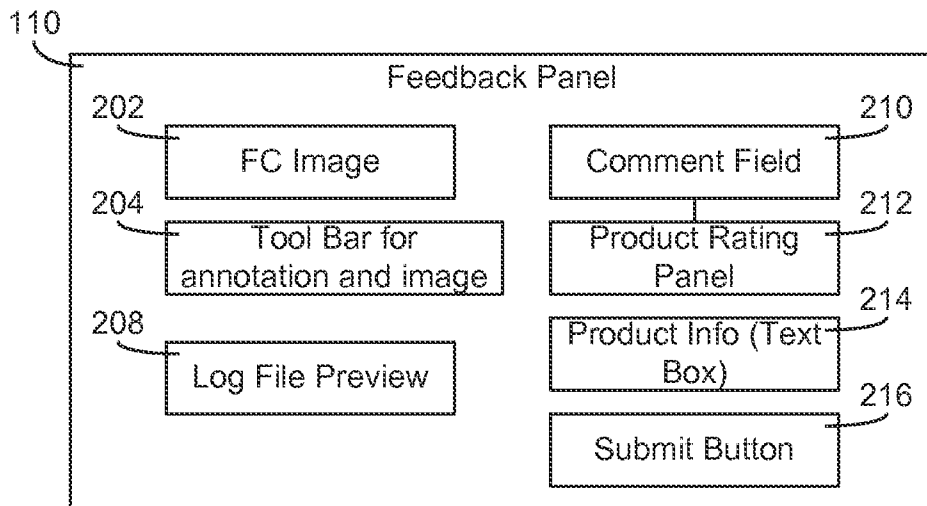 110
Feedback Panel
202
FC Image
204
Tool Bar for
annotation and image
208
Log File Preview
210
Comment Field
212
Product Rating
Panel
214
Product Info (Text
Box)
216
Submit Button